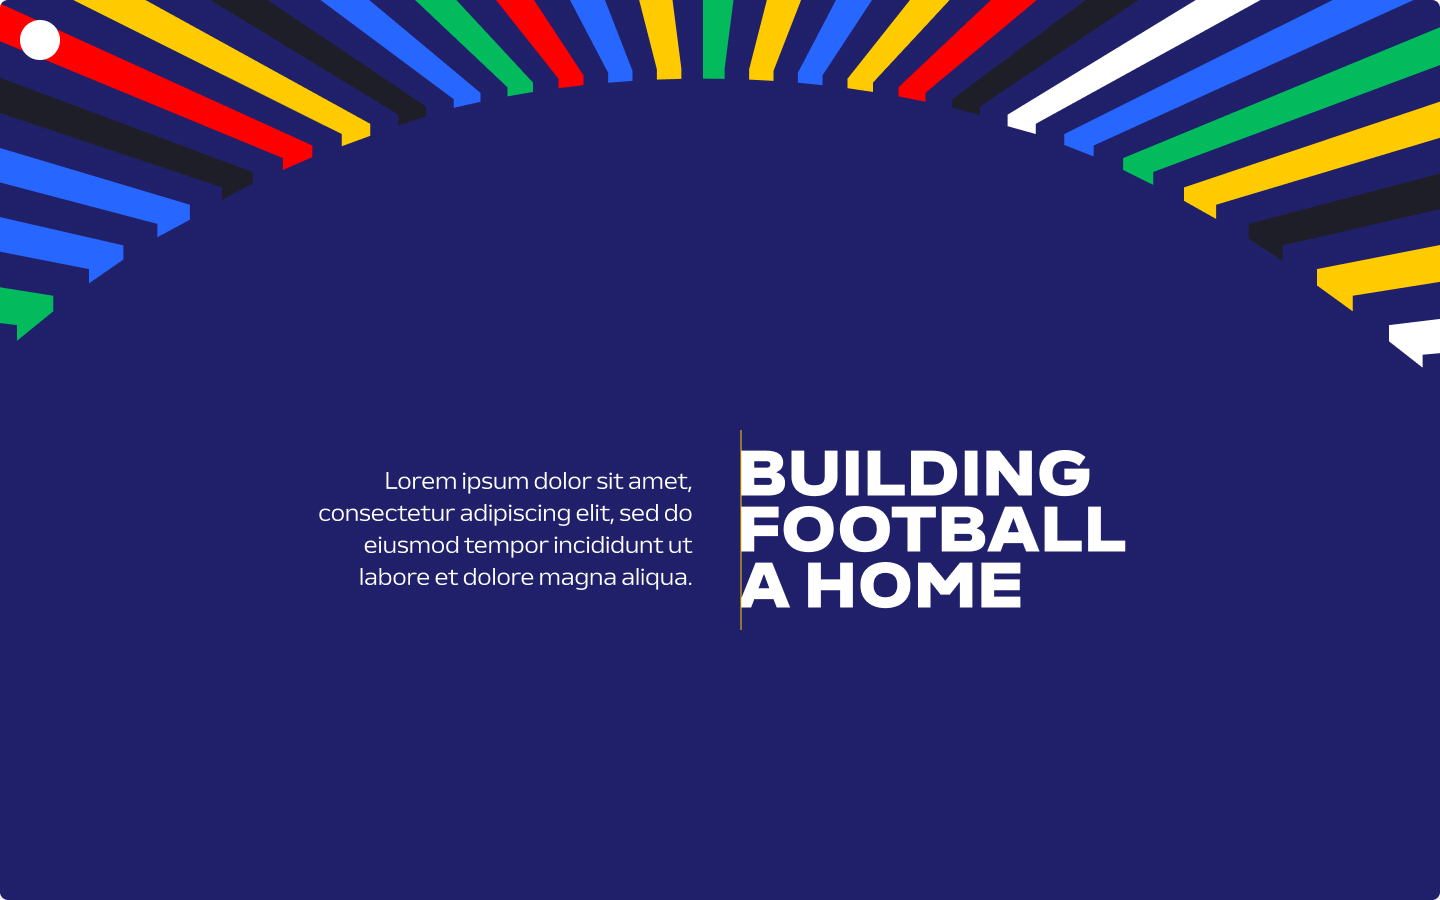 Lorem ipsum dolor sit amet,
consectetur adipiscing elit, sed do
eiusmod tempor incididunt ut
labore et dolore magna aliqua.
BUILDING
FOOTBALL
A HOME